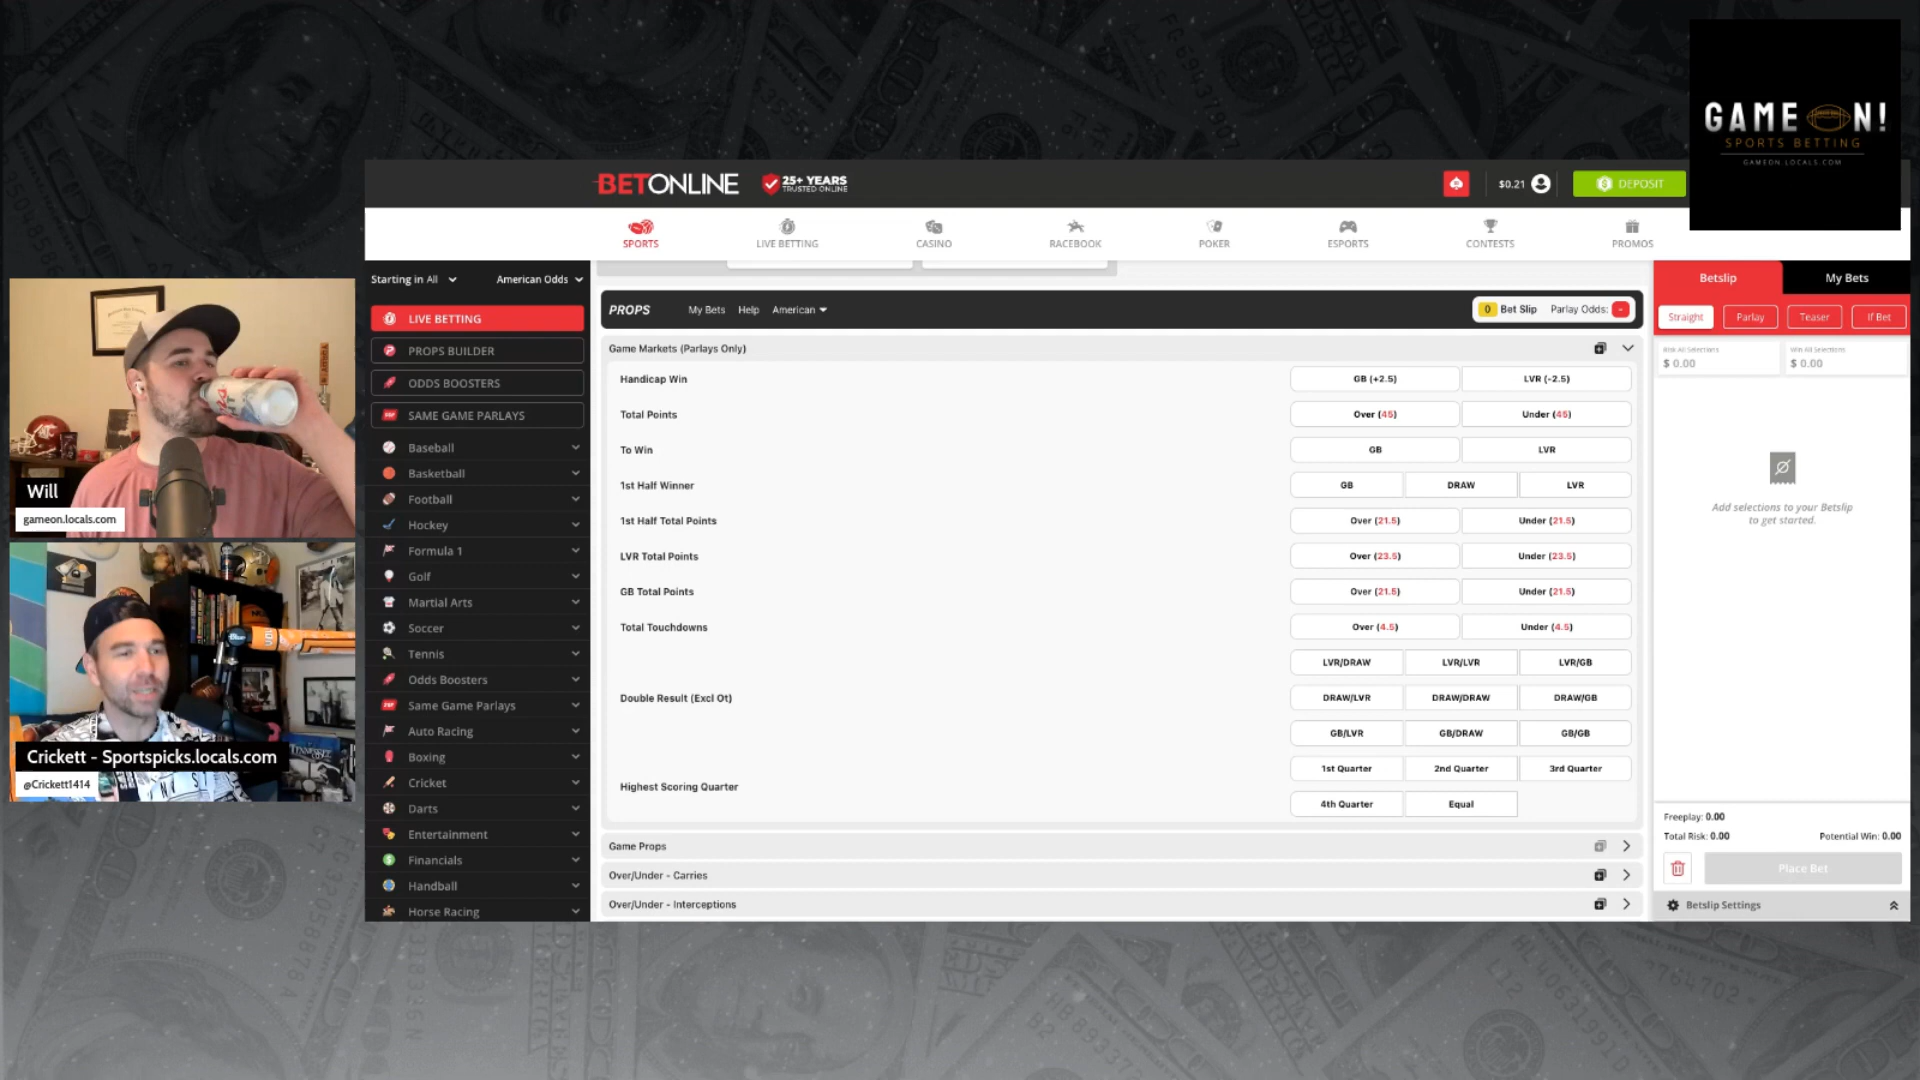 GAME ON!
SPORTS BETTING
GAMEON.LOCALS.COM
BETONLINE
25+ YEARS
TRUSTED ONLINE
$0.21
DEPOSIT
SPORTS
LIVE BETTING
CASINO
RACEBOOK
POKER
ESPORTS
CONTESTS
PROMOS
Starting in All
American Odds
LIVE BETTING
PROPS BUILDER
ODDS BOOSTERS
SAME GAME PARLAYS
Baseball
Basketball
Football
Hockey
Formula 1
Golf
Martial Arts
Soccer
Tennis
Odds Boosters
Same Game Parlays
Auto Racing
Boxing
Cricket
Darts
Entertainment
Financials
Handball
Horse Racing
PROPS My Bets Help American
0 Bet Slip Parlay Odds: -
Game Markets (Parlays Only)
Handicap Win GB (+2.5) LVR (-2.5)
Total Points Over (45) Under (45)
To Win GB LVR
1st Half Winner GB DRAW LVR
1st Half Total Points Over (21.5) Under (21.5)
LVR Total Points Over (23.5) Under (23.5)
GB Total Points Over (21.5) Under (21.5)
Total Touchdowns Over (4.5) Under (4.5)
LVR/DRAW LVR/LVR LVR/GB
Double Result (Excl Ot) DRAW/LVR DRAW/DRAW DRAW/GB
GB/LVR GB/DRAW GB/GB
1st Quarter 2nd Quarter 3rd Quarter
Highest Scoring Quarter
4th Quarter Equal
Game Props
Over/Under - Carries
Over/Under - Interceptions
Betslip My Bets
Straight Parlay Teaser If Bet
Risk All Selections Win All Selections
$ 0.00 $ 0.00
Add selections to your Betslip
to get started.
Freeplay: 0.00
Total Risk: 0.00 Potential Win: 0.00
Place Bet
Betslip Settings
Will
gameon.locals.com
Crickett - Sportspicks.locals.com
@Crickett1414